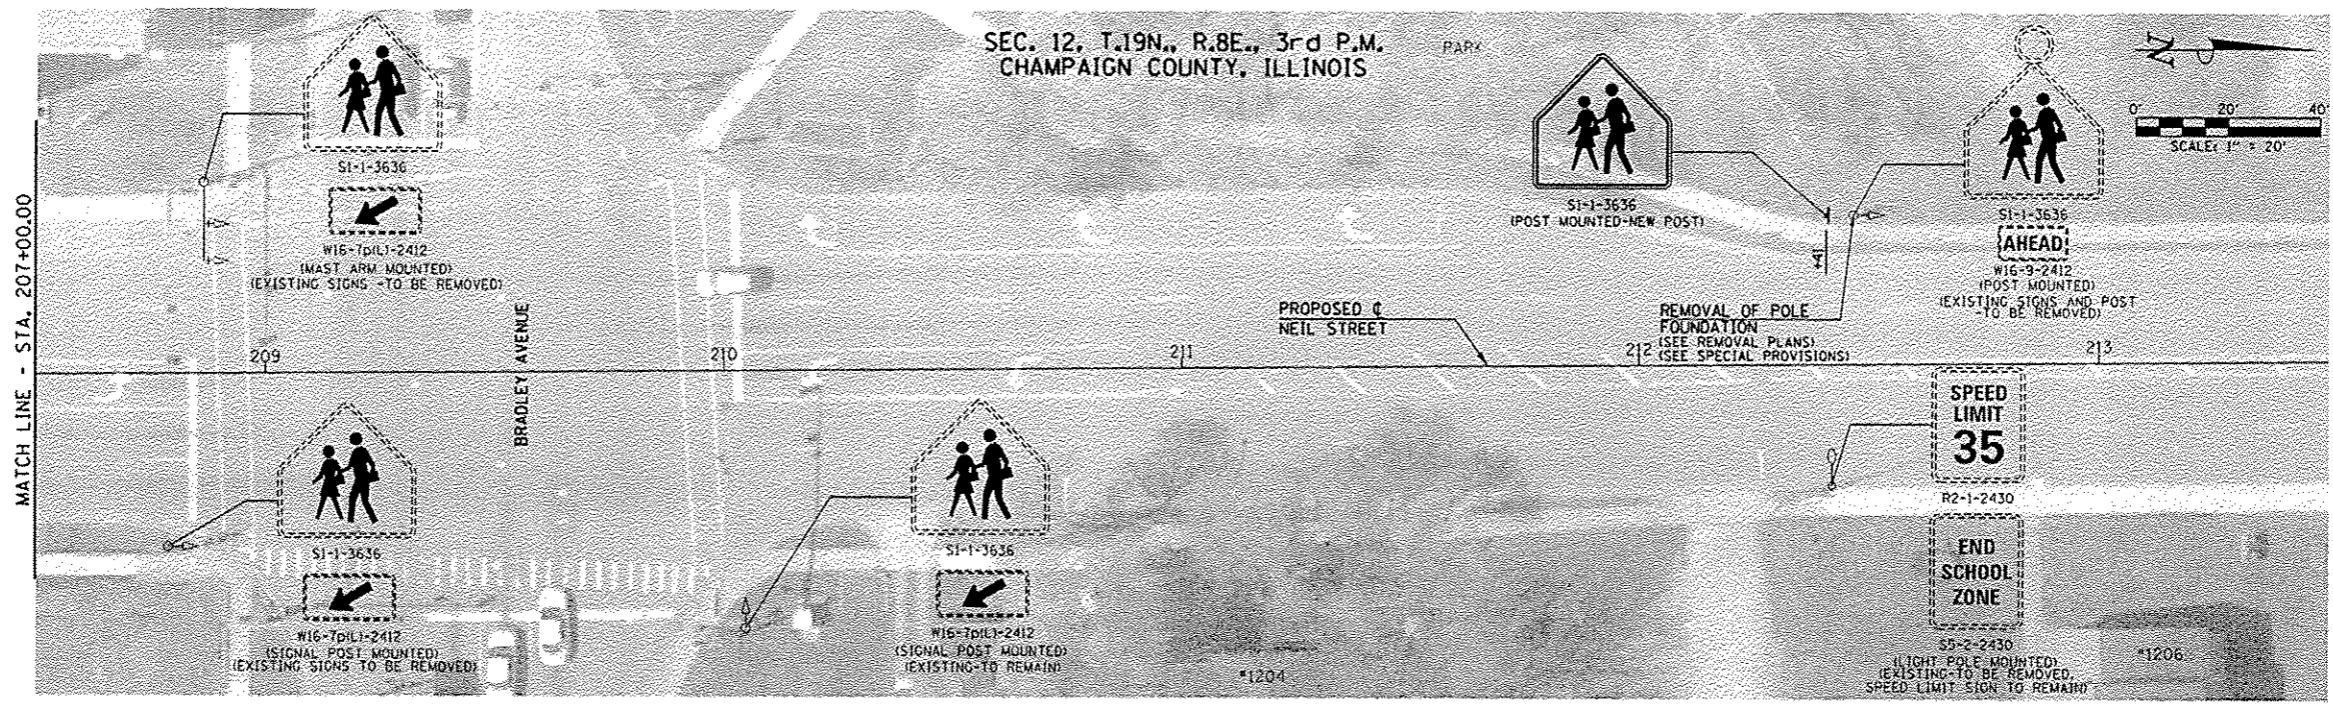 SEC. 12, T.19N., R.8E., 3rd P.M.
CHAMPAIGN COUNTY, ILLINOIS
PARK
N
0' 20' 40'
SCALE: 1" = 20'
MATCH LINE - STA. 207+00.00
S1-1-3636
W16-7p(L)-2412
(MAST ARM MOUNTED)
(EXISTING SIGNS -TO BE REMOVED)
S1-1-3636
(POST MOUNTED-NEW POST)
+41
S1-1-3636
AHEAD
W16-9-2412
(POST MOUNTED)
(EXISTING SIGNS AND POST
-TO BE REMOVED)
BRADLEY AVENUE
PROPOSED ℄
NEIL STREET
REMOVAL OF POLE
FOUNDATION
(SEE REMOVAL PLANS)
(SEE SPECIAL PROVISIONS)
209 210 211 212 213
S1-1-3636
W16-7p(L)-2412
(SIGNAL POST MOUNTED)
(EXISTING SIGNS TO BE REMOVED)
S1-1-3636
W16-7p(L)-2412
(SIGNAL POST MOUNTED)
(EXISTING-TO REMAIN)
SPEED
LIMIT
35
R2-1-2430
END
SCHOOL
ZONE
S5-2-2430
(LIGHT POLE MOUNTED)
(EXISTING-TO BE REMOVED,
SPEED LIMIT SIGN TO REMAIN)
#1204
#1206